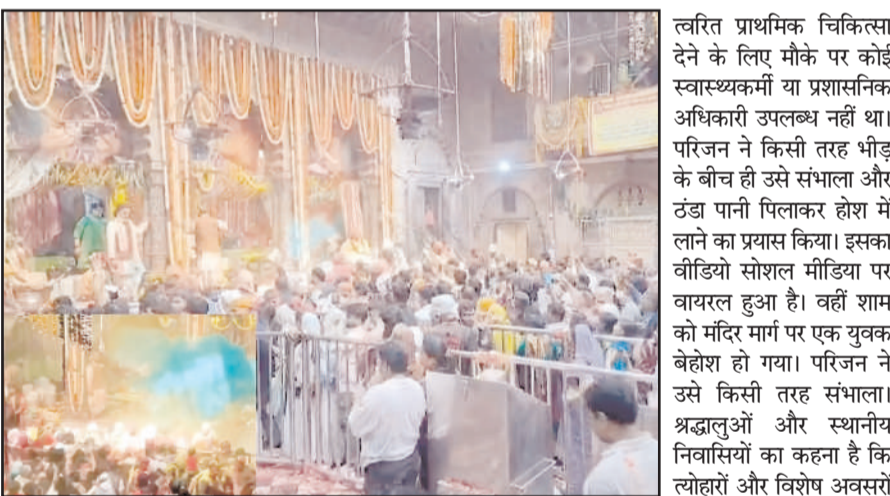 त्वरित प्राथमिक चिकित्सा
देने के लिए मौके पर कोई
स्वास्थ्यकर्मी या प्रशासनिक
अधिकारी उपलब्ध नहीं था।
परिजन ने किसी तरह भीड़
के बीच ही उसे संभाला और
ठंडा पानी पिलाकर होश में
लाने का प्रयास किया। इसका
वीडियो सोशल मीडिया पर
वायरल हुआ है। वहीं शाम
को मंदिर मार्ग पर एक युवक
बेहोश हो गया। परिजन ने
उसे किसी तरह संभाला।
श्रद्धालुओं और स्थानीय
निवासियों का कहना है कि
त्योहारों और विशेष अवसरों